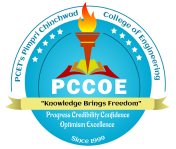 PCET's Pimpri Chinchwad
College of Engineering
PCCOE
"Knowledge Brings Freedom"
Progress Credibility Confidence
Optimism Excellence
Since 1999